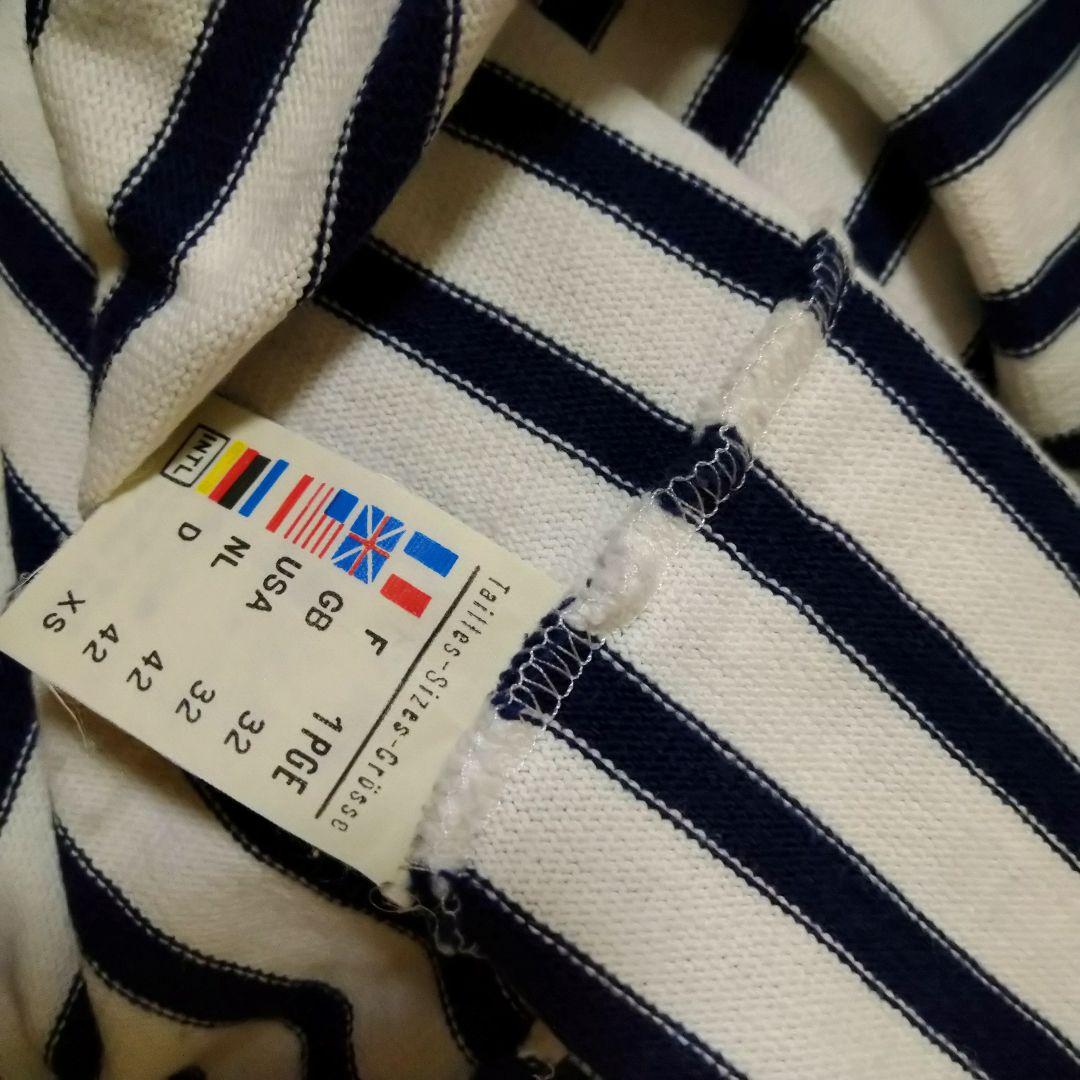 Tailles-Sizes-Grösse
F 1PGE
GB 32
USA 32
NL 42
D 42
INTL XS